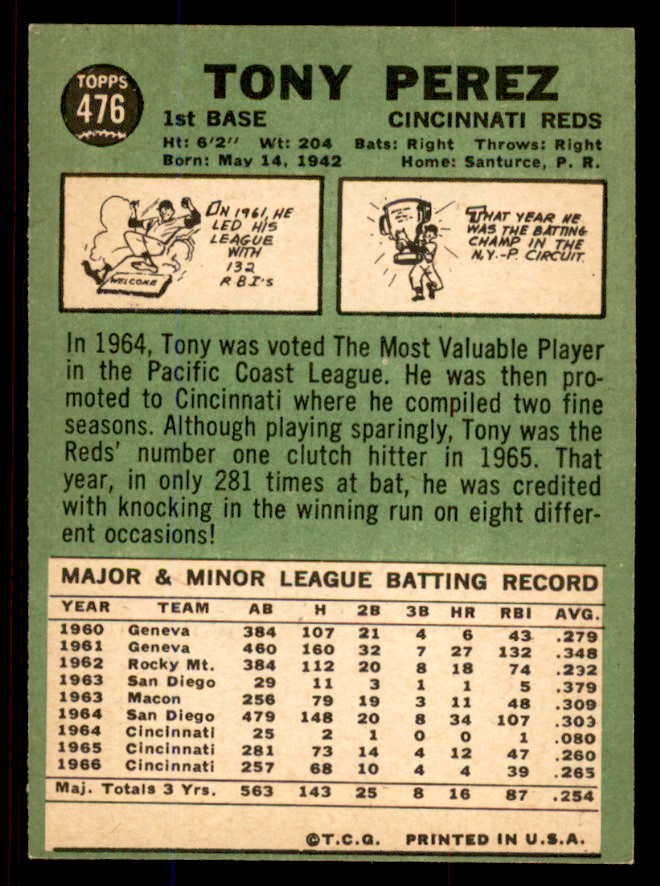 TOPPS
476
TONY PEREZ
1st BASE CINCINNATI REDS
Ht: 6'2" Wt: 204 Bats: Right Throws: Right
Born: May 14, 1942 Home: Santurce, P. R.
ON 1961, HE
LED HIS
LEAGUE
WITH
132
RBI's
WELCOME
THAT YEAR HE
WAS THE BATTING
CHAMP IN THE
N.Y.-P. CIRCUIT.
In 1964, Tony was voted The Most Valuable Player
in the Pacific Coast League. He was then pro-
moted to Cincinnati where he compiled two fine
seasons. Although playing sparingly, Tony was the
Reds' number one clutch hitter in 1965. That
year, in only 281 times at bat, he was credited
with knocking in the winning run on eight differ-
ent occasions!
MAJOR & MINOR LEAGUE BATTING RECORD
YEAR TEAM AB H 2B 3B HR RBI AVG.
1960 Geneva 384 107 21 4 6 43 .279
1961 Geneva 460 160 32 7 27 132 .348
1962 Rocky Mt. 384 112 20 8 18 74 .292
1963 San Diego 29 11 3 1 1 5 .379
1963 Macon 256 79 19 3 11 48 .309
1964 San Diego 479 148 20 8 34 107 .309
1964 Cincinnati 25 2 1 0 0 1 .080
1965 Cincinnati 281 73 14 4 12 47 .260
1966 Cincinnati 257 68 10 4 4 39 .265
Maj. Totals 3 Yrs. 563 143 25 8 16 87 .254
©T.C.G. PRINTED IN U.S.A.